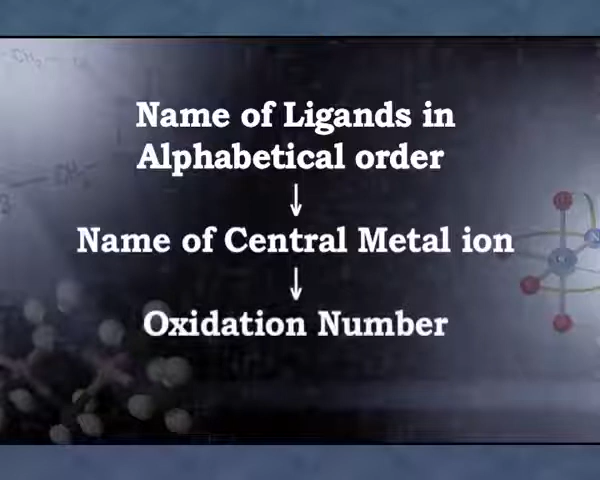 Name of Ligands in
Alphabetical order
Name of Central Metal ion
Oxidation Number